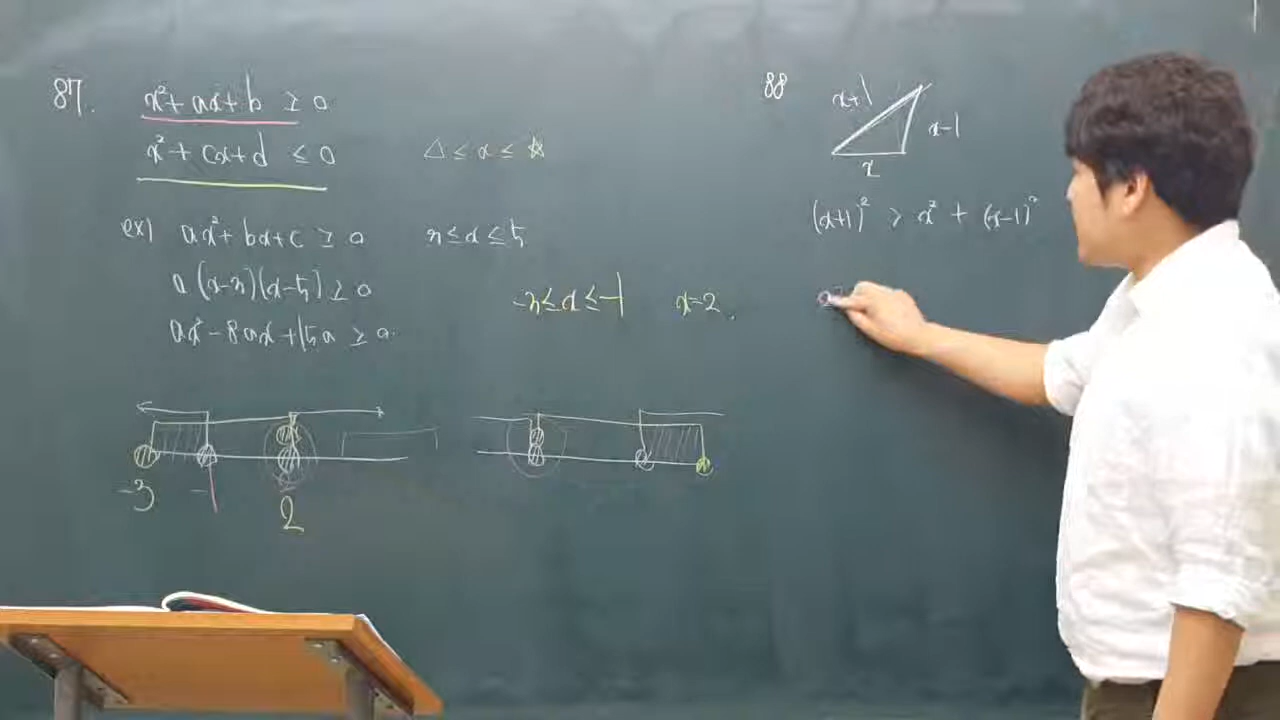 87.
x²+ax+b ≥ 0
x²+cx+d ≤ 0
△ ≤ x ≤ ☆
ex) ax²+bx+c ≥ 0
3 ≤ x ≤ 5
a(x-3)(x-5) ≥ 0
ax²-8ax+15a ≥ 0.
-3 ≤ x ≤ -1 x=2.
-3 -1 2
88
x+1
x-1
x
(x+1)² > x² + (x-1)²